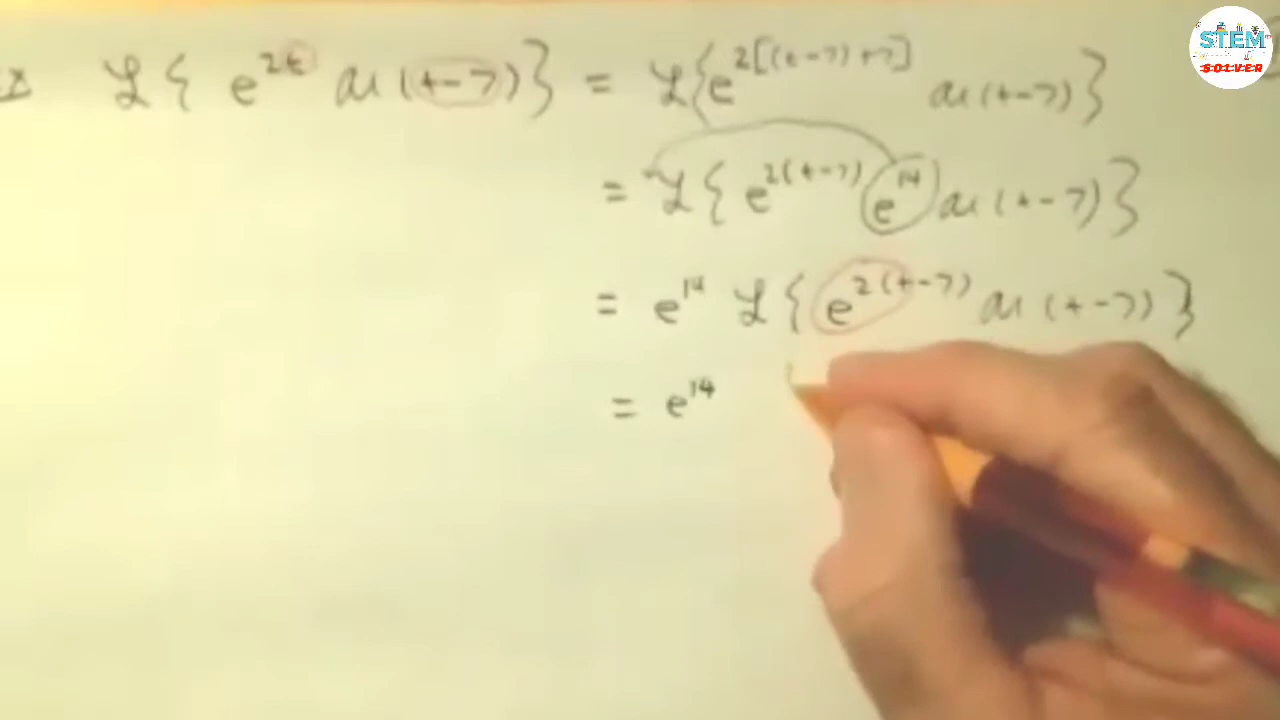 ℒ{ e^{2t} u(t-7)} = ℒ{e^{2[(t-7)+7]} u(t-7)}
= ℒ{ e^{2(t-7)} e^{14} u(t-7)}
= e^{14} ℒ{ e^{2(t-7)} u(t-7)}
= e^{14}
STEM
SOLVER